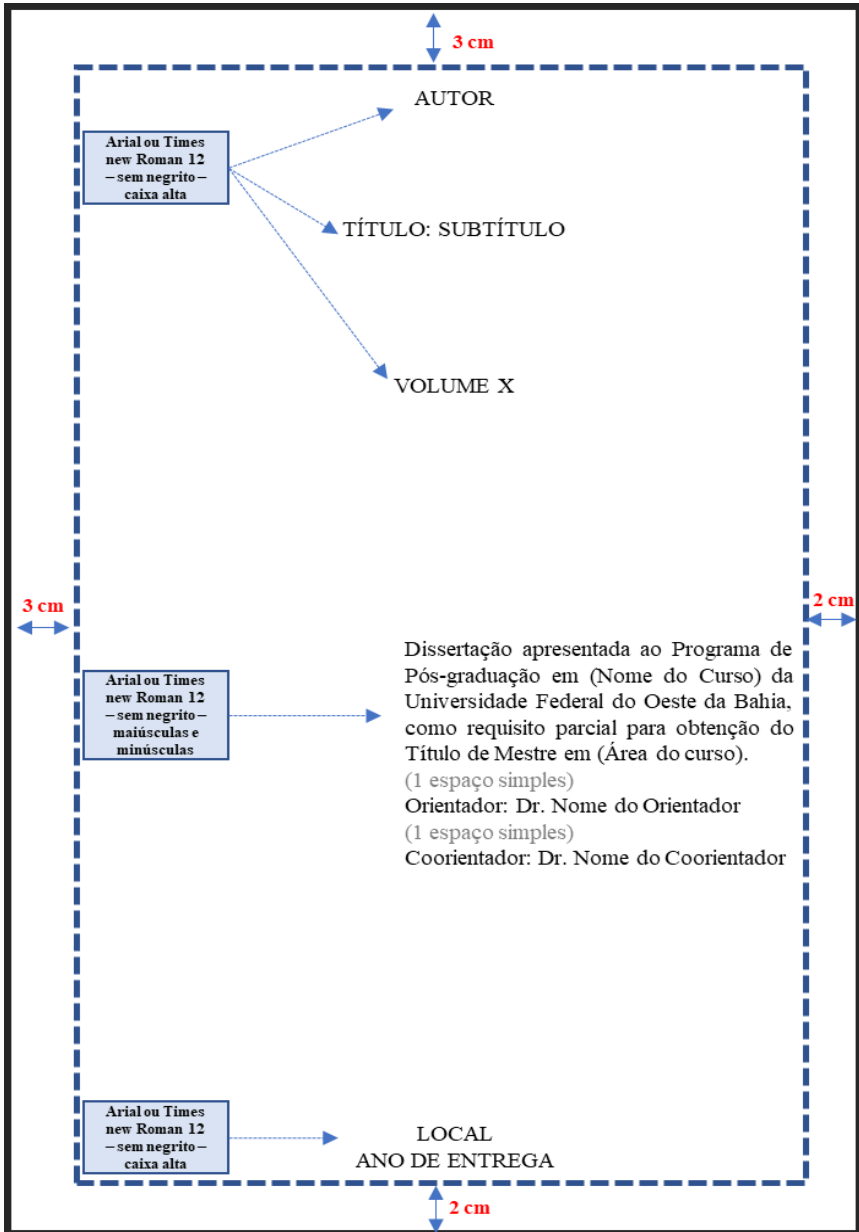 3 cm
AUTOR
Arial ou Times
new Roman 12
– sem negrito –
caixa alta
TÍTULO: SUBTÍTULO
VOLUME X
3 cm
2 cm
Arial ou Times
new Roman 12
– sem negrito –
maiúsculas e
minúsculas
Dissertação apresentada ao Programa de
Pós-graduação em (Nome do Curso) da
Universidade Federal do Oeste da Bahia,
como requisito parcial para obtenção do
Título de Mestre em (Área do curso).
(1 espaço simples)
Orientador: Dr. Nome do Orientador
(1 espaço simples)
Coorientador: Dr. Nome do Coorientador
Arial ou Times
new Roman 12
– sem negrito –
caixa alta
LOCAL
ANO DE ENTREGA
2 cm